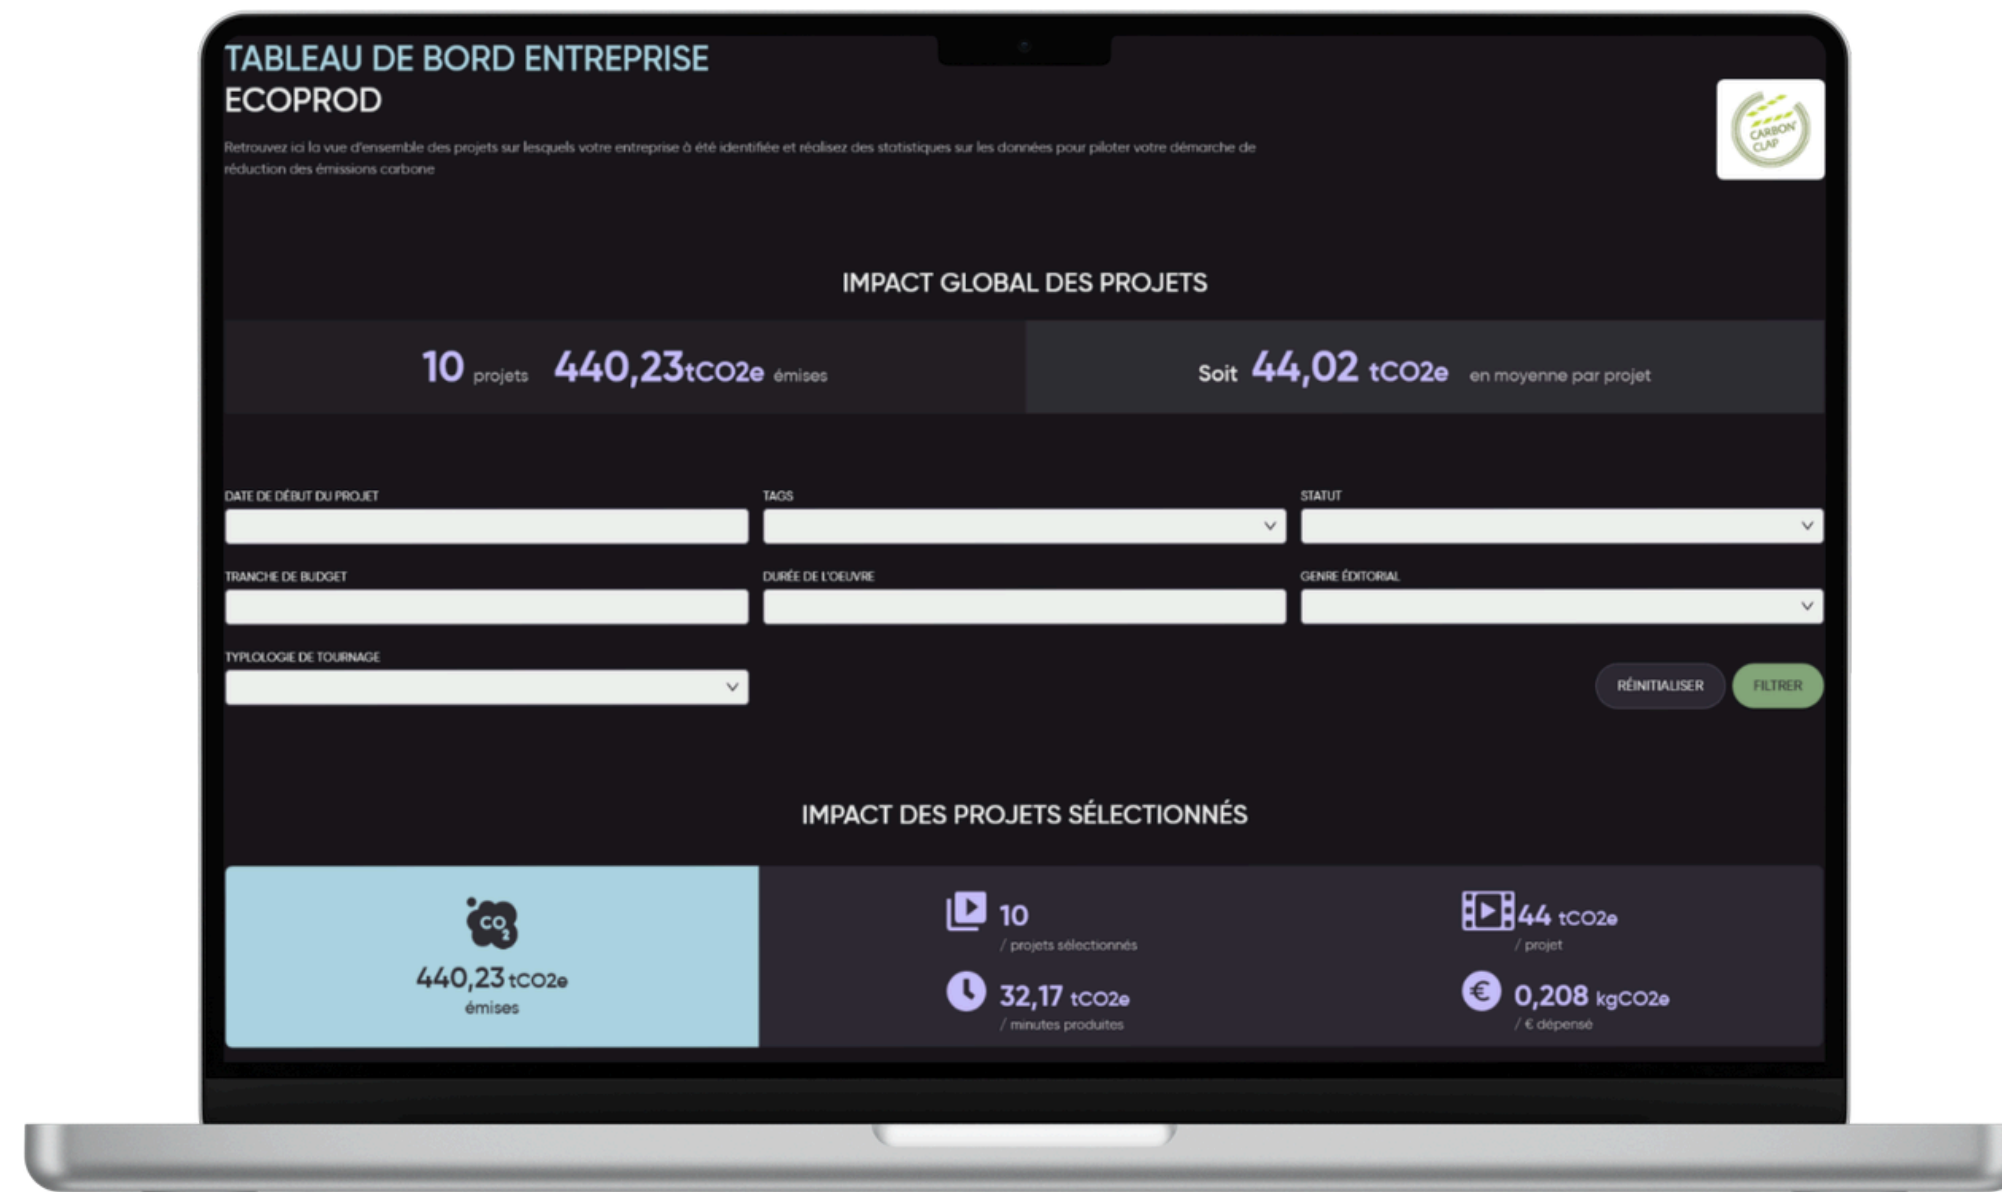 TABLEAU DE BORD ENTREPRISE
ECOPROD
Retrouvez ici la vue d'ensemble des projets sur lesquels votre entreprise à été identifiée et réalisez des statistiques sur les données pour piloter votre démarche de
réduction des émissions carbone
CARBON'
CLAP
IMPACT GLOBAL DES PROJETS
10 projets 440,23tCO2e émises
Soit 44,02 tCO2e en moyenne par projet
DATE DE DÉBUT DU PROJET
TAGS
STATUT
TRANCHE DE BUDGET
DURÉE DE L'OEUVRE
GENRE ÉDITORIAL
TYPLOLOGIE DE TOURNAGE
RÉINITIALISER
FILTRER
IMPACT DES PROJETS SÉLECTIONNÉS
CO2
440,23 tCO2e
émises
10
/ projets sélectionnés
44 tCO2e
/ projet
32,17 tCO2e
/ minutes produites
€
0,208 kgCO2e
/ € dépensé